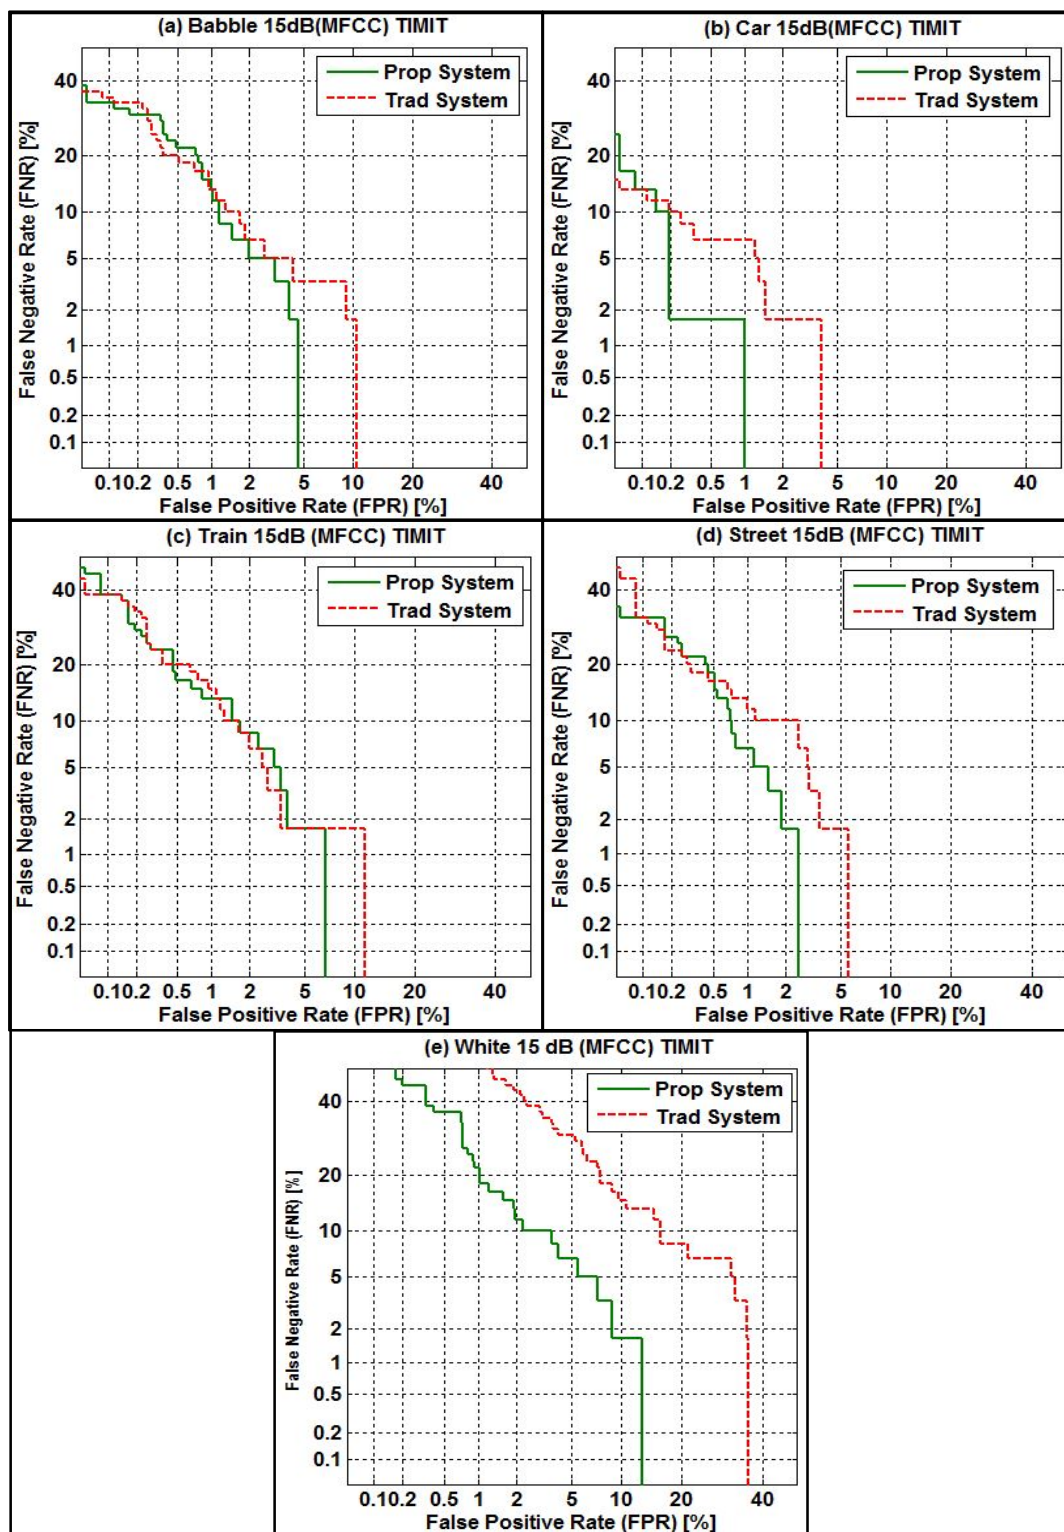 (a) Babble 15dB(MFCC) TIMIT
Prop System
Trad System
40
20
10
5
2
1
0.5
0.2
0.1
False Negative Rate (FNR) [%]
0.10.2 0.5 1 2 5 10 20 40
False Positive Rate (FPR) [%]
(b) Car 15dB(MFCC) TIMIT
Prop System
Trad System
40
20
10
5
2
1
0.5
0.2
0.1
False Negative Rate (FNR) [%]
0.10.2 0.5 1 2 5 10 20 40
False Positive Rate (FPR) [%]
(c) Train 15dB (MFCC) TIMIT
Prop System
Trad System
40
20
10
5
2
1
0.5
0.2
0.1
False Negative Rate (FNR) [%]
0.10.2 0.5 1 2 5 10 20 40
False Positive Rate (FPR) [%]
(d) Street 15dB (MFCC) TIMIT
Prop System
Trad System
40
20
10
5
2
1
0.5
0.2
0.1
False Negative Rate (FNR) [%]
0.10.2 0.5 1 2 5 10 20 40
False Positive Rate (FPR) [%]
(e) White 15 dB (MFCC) TIMIT
Prop System
Trad System
40
20
10
5
2
1
0.5
0.2
0.1
False Negative Rate (FNR) [%]
0.10.2 0.5 1 2 5 10 20 40
False Positive Rate (FPR) [%]